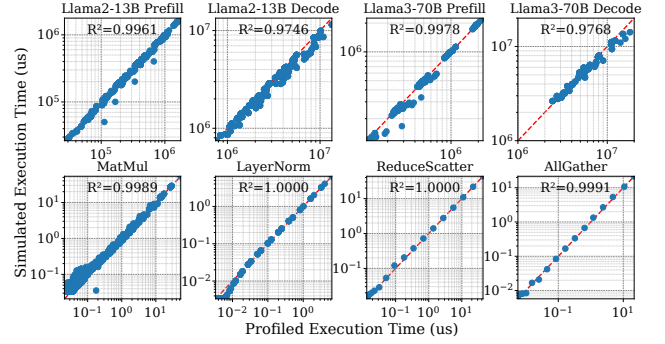 Llama2-13B Prefill
Llama2-13B Decode
Llama3-70B Prefill
Llama3-70B Decode
R²=0.9961
R²=0.9746
R²=0.9978
R²=0.9768
10⁶
10⁵
10⁵
10⁶
10⁷
10⁶
10⁶
10⁷
10⁶
10⁶
10⁷
10⁶
10⁷
Simulated Execution Time (us)
MatMul
LayerNorm
ReduceScatter
AllGather
R²=0.9989
R²=1.0000
R²=1.0000
R²=0.9991
10¹
10⁰
10⁻¹
10⁻¹
10⁰
10¹
10⁰
10⁻¹
10⁻²
10⁻²
10⁻¹
10⁰
10¹
10⁰
10⁻¹
10⁻¹
10¹
10¹
10⁰
10⁻¹
10⁻²
10⁻¹
10¹
Profiled Execution Time (us)